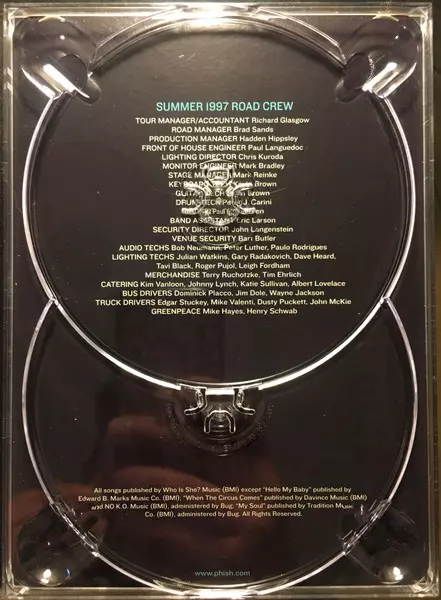 SUMMER 1997 ROAD CREW
TOUR MANAGER/ACCOUNTANT Richard Glasgow
ROAD MANAGER Brad Sands
PRODUCTION MANAGER Hadden Hippsley
FRONT OF HOUSE ENGINEER Paul Languedoc
LIGHTING DIRECTOR Chris Kuroda
MONITOR ENGINEER Mark Bradley
STAGE MANAGER Mark Reinke
KEYBOARD Brown
GUITAR TECH Brown
DRUM TECH J. Carini
BAND ASSISTANT Eric Larson
SECURITY DIRECTOR John Langenstein
VENUE SECURITY Bart Butler
AUDIO TECHS Bob Neumann, Peter Luther, Paulo Rodrigues
LIGHTING TECHS Julian Watkins, Gary Radakovich, Dave Heard,
Tavi Black, Roger Pujol, Leigh Fordham
MERCHANDISE Terry Ruchotzke, Tim Ehrlich
CATERING Kim Vanloon, Johnny Lynch, Katie Sullivan, Albert Lovelace
BUS DRIVERS Dominick Placco, Jim Dole, Wayne Jackson
TRUCK DRIVERS Edgar Stuckey, Mike Valenti, Dusty Puckett, John McKie
GREENPEACE Mike Hayes, Henry Schwab
All songs published by Who Is She? Music (BMI) except "Hello My Baby" published by
Edward B. Marks Music Co. (BMI); "When The Circus Comes" published by Davince Music (BMI)
and NO K.O. Music (BMI), administered by Bug. "My Soul" published by Tradition Music
Co. (BMI), administered by Bug. All Rights Reserved.
www.phish.com